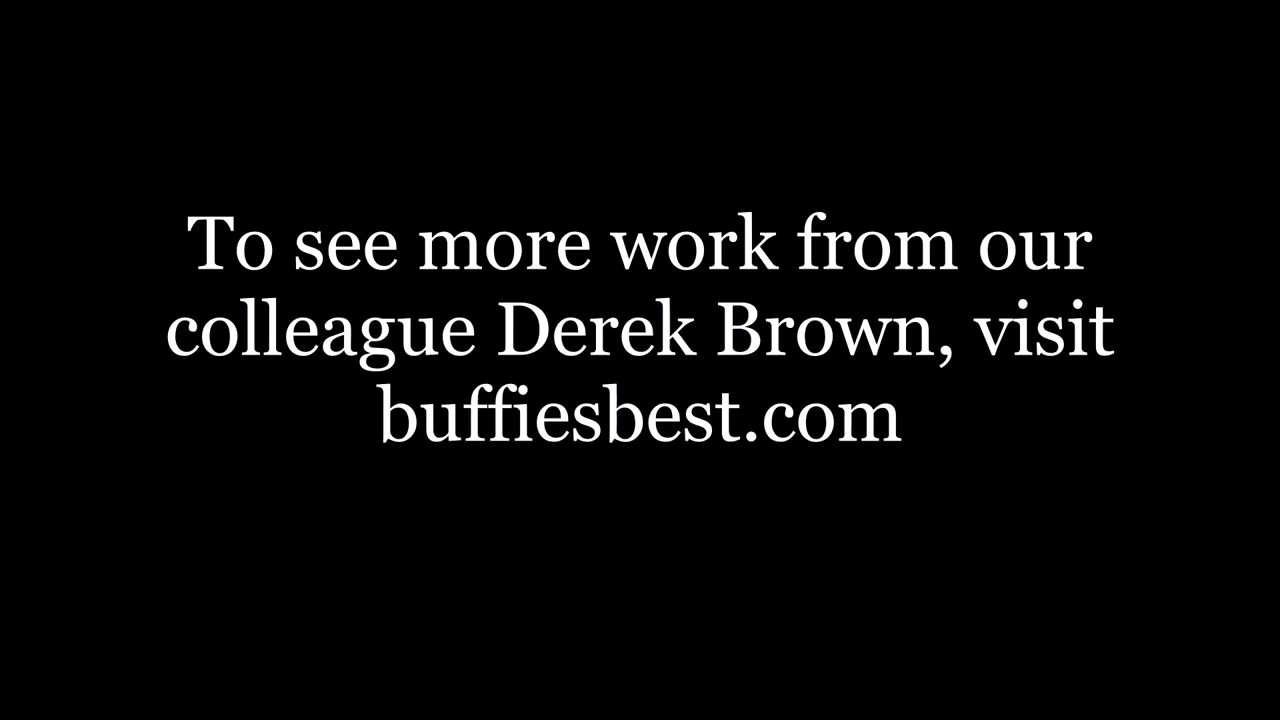 To see more work from our
colleague Derek Brown, visit
buffiesbest.com